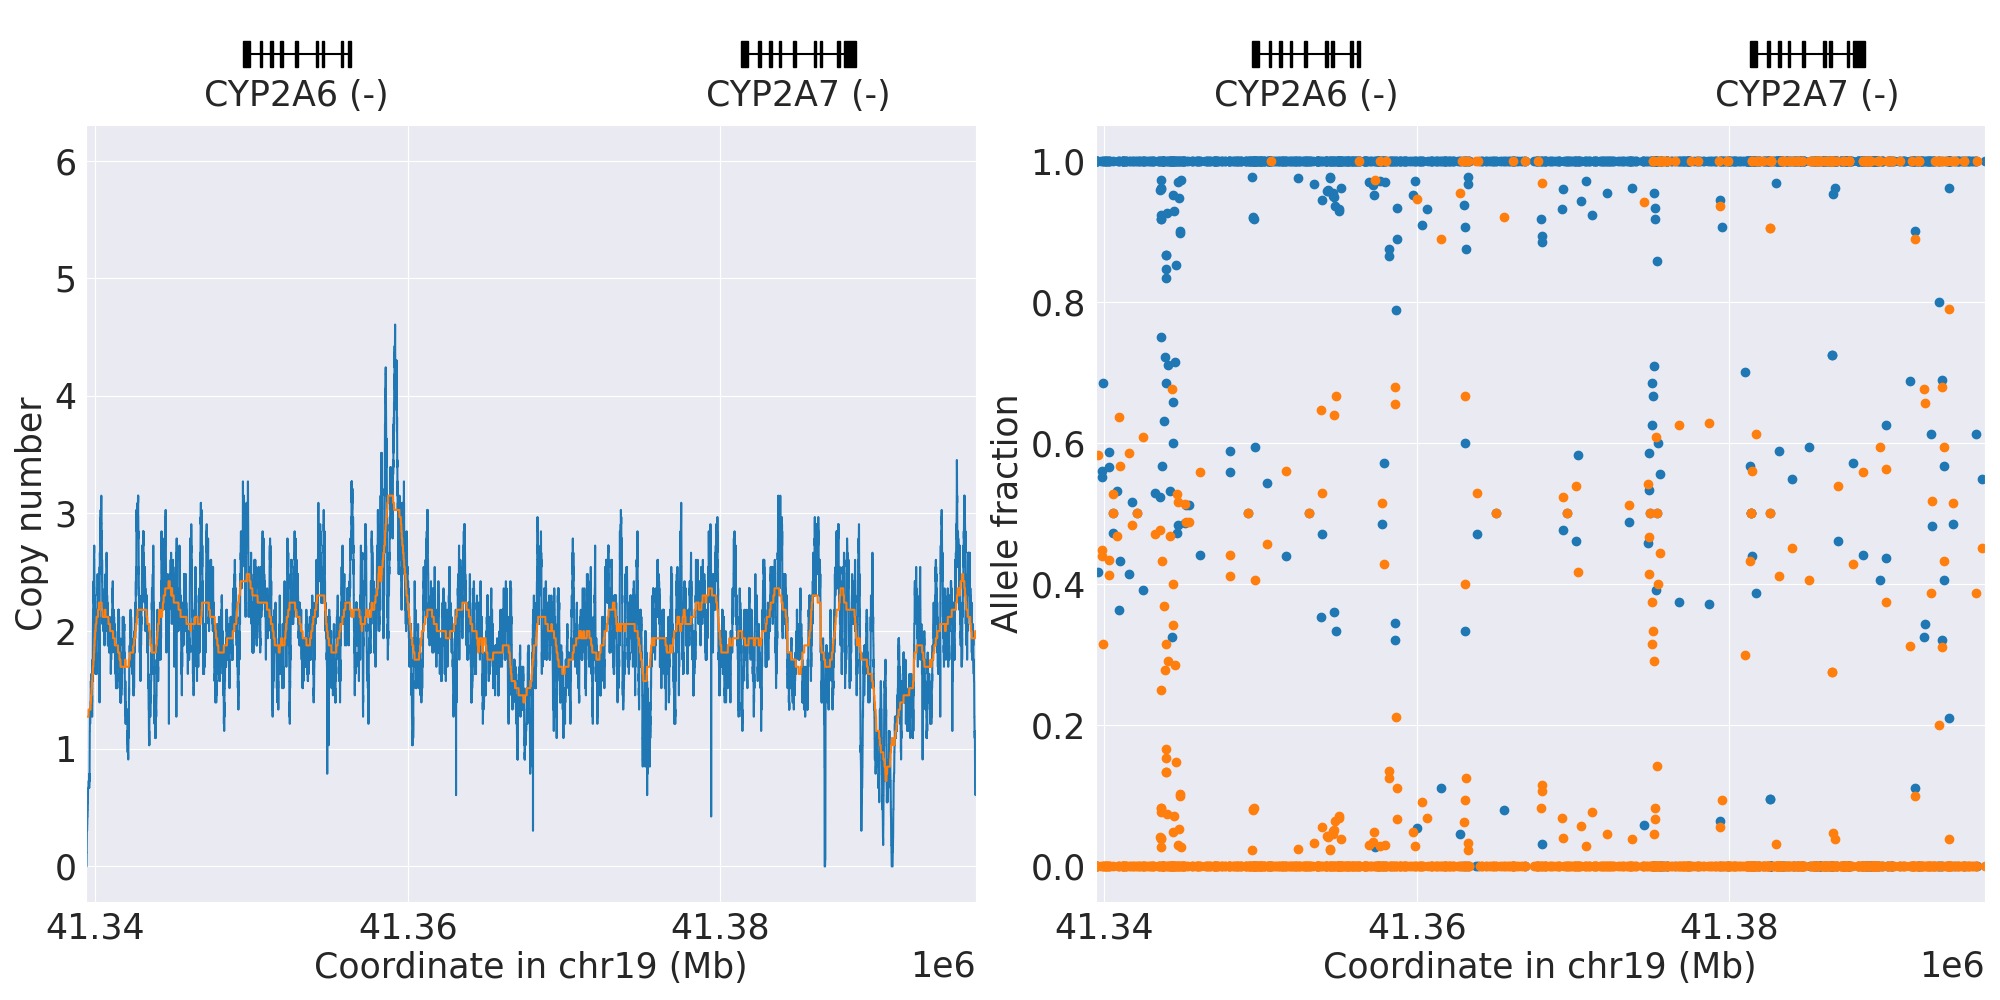 CYP2A6 (-) CYP2A7 (-)
6
5
4
3
2
1
0
Copy number
41.34 41.36 41.38
Coordinate in chr19 (Mb) 1e6
CYP2A6 (-) CYP2A7 (-)
1.0
0.8
0.6
0.4
0.2
0.0
Allele fraction
41.34 41.36 41.38
Coordinate in chr19 (Mb) 1e6